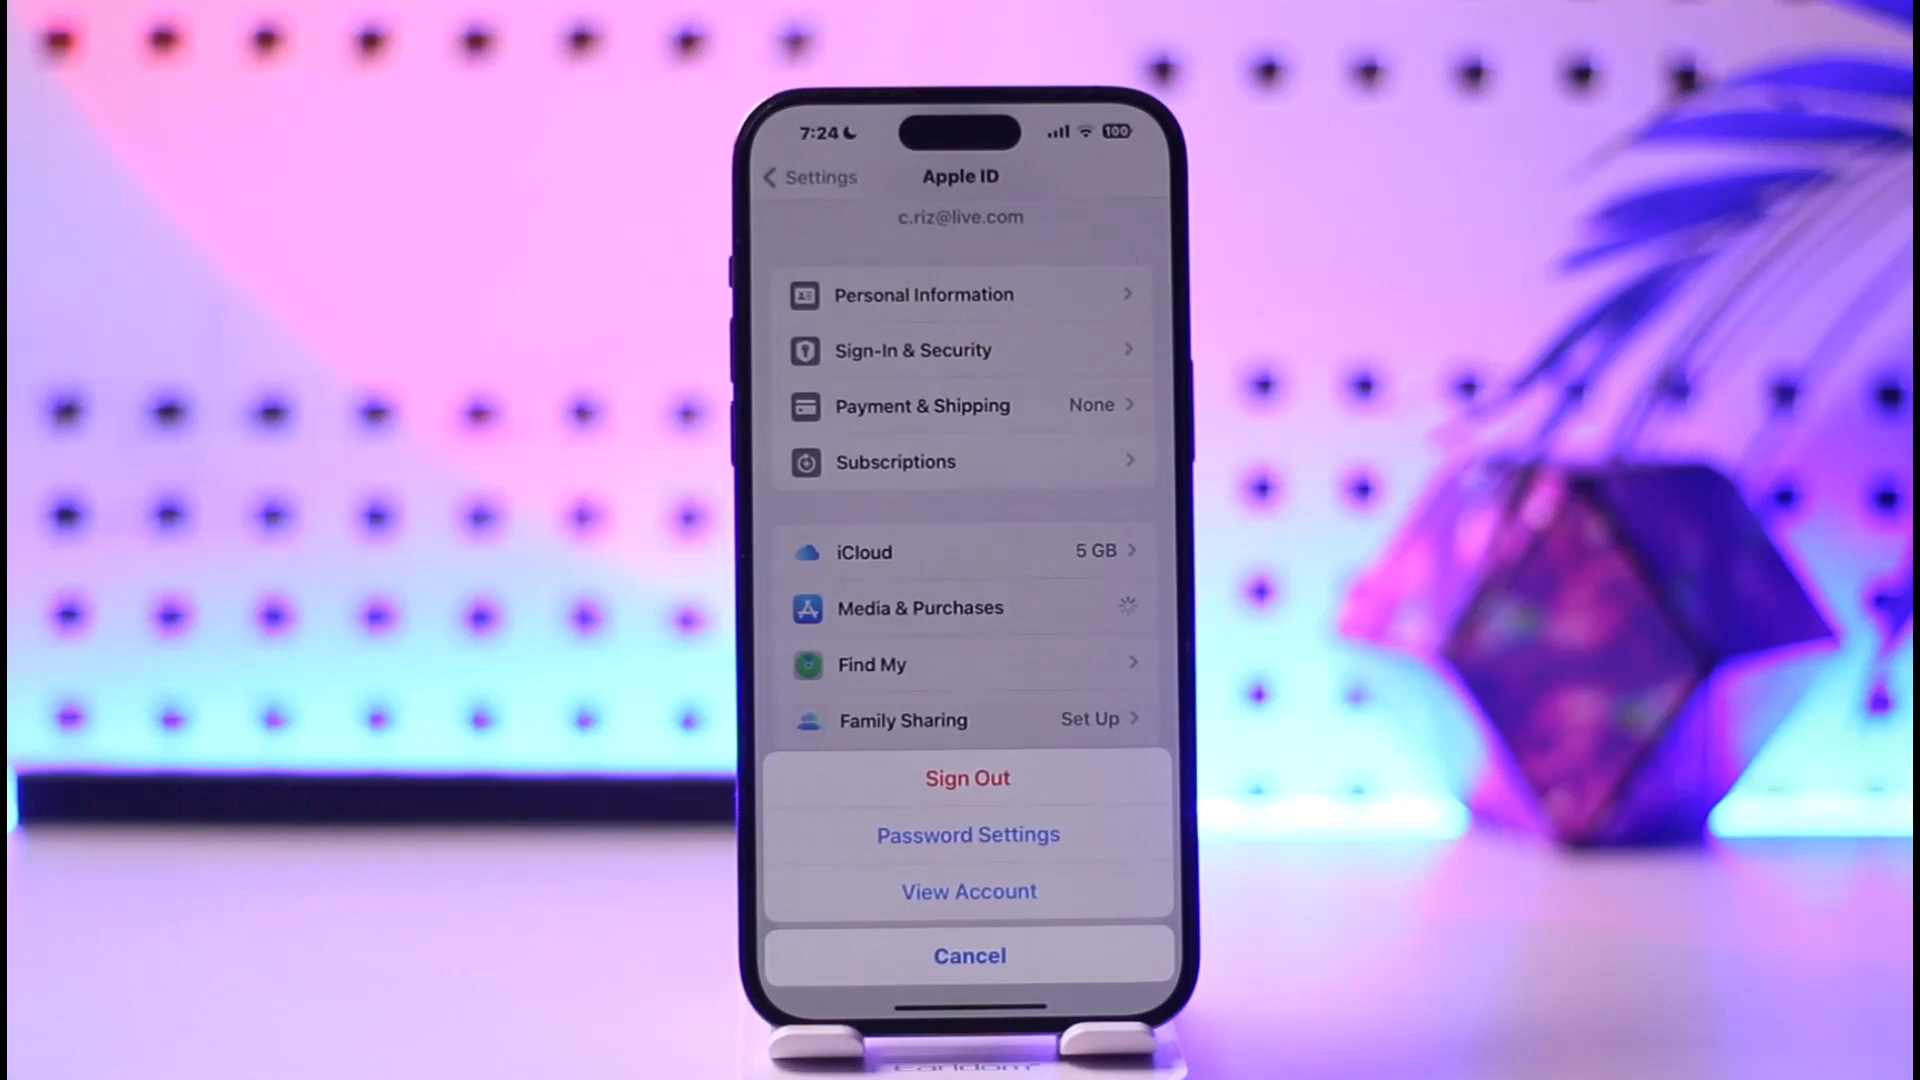 7:24
100
Settings
Apple ID
c.riz@live.com
Personal Information
Sign-In & Security
Payment & Shipping None
Subscriptions
iCloud 5 GB
Media & Purchases
Find My
Family Sharing Set Up
Sign Out
Password Settings
View Account
Cancel